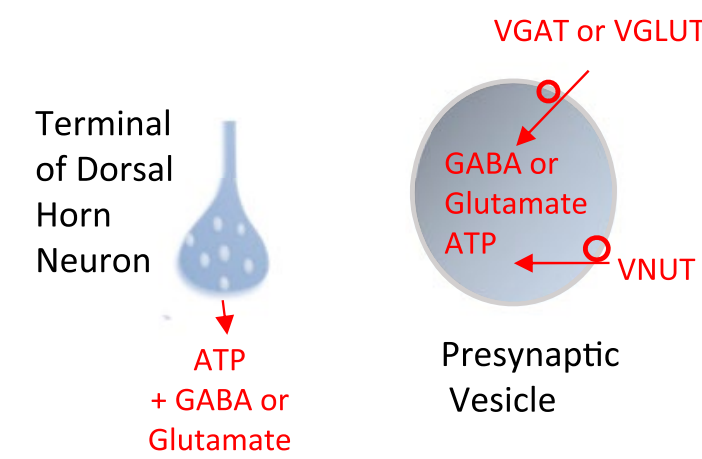 VGAT or VGLUT
Terminal
of Dorsal
Horn
Neuron
GABA or
Glutamate
ATP
VNUT
ATP
+ GABA or
Glutamate
Presynaptic
Vesicle